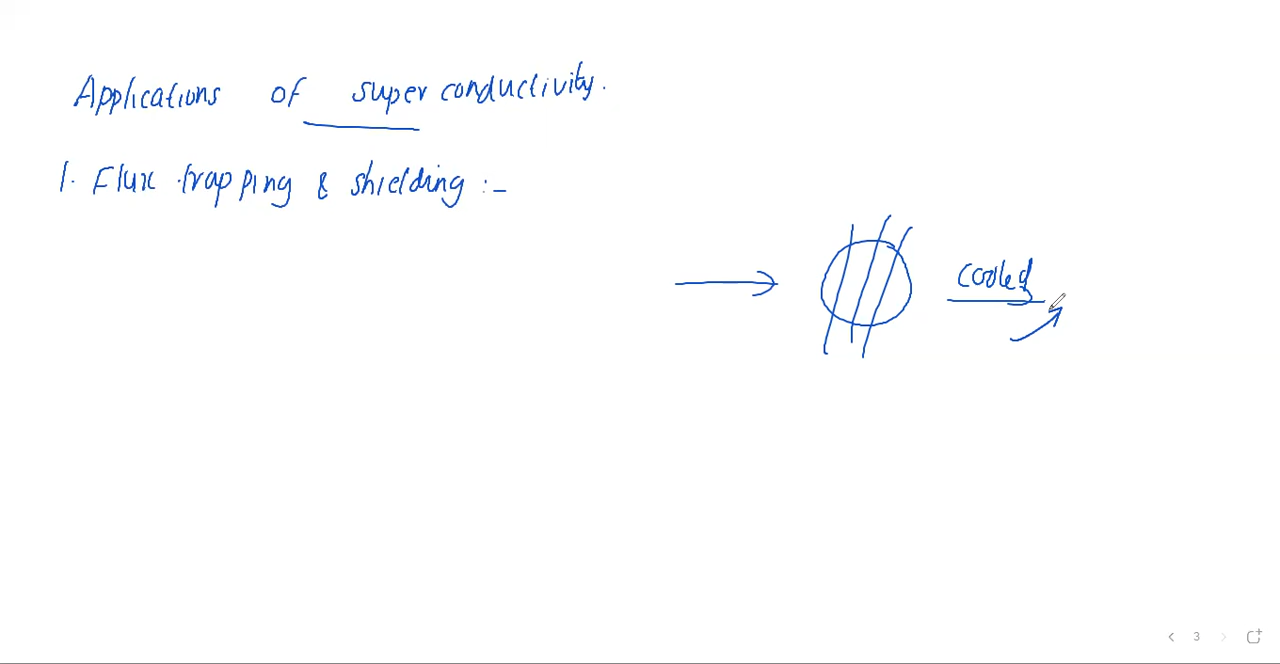 Applications of superconductivity.
1. Flux trapping & shielding :-
cooled
3